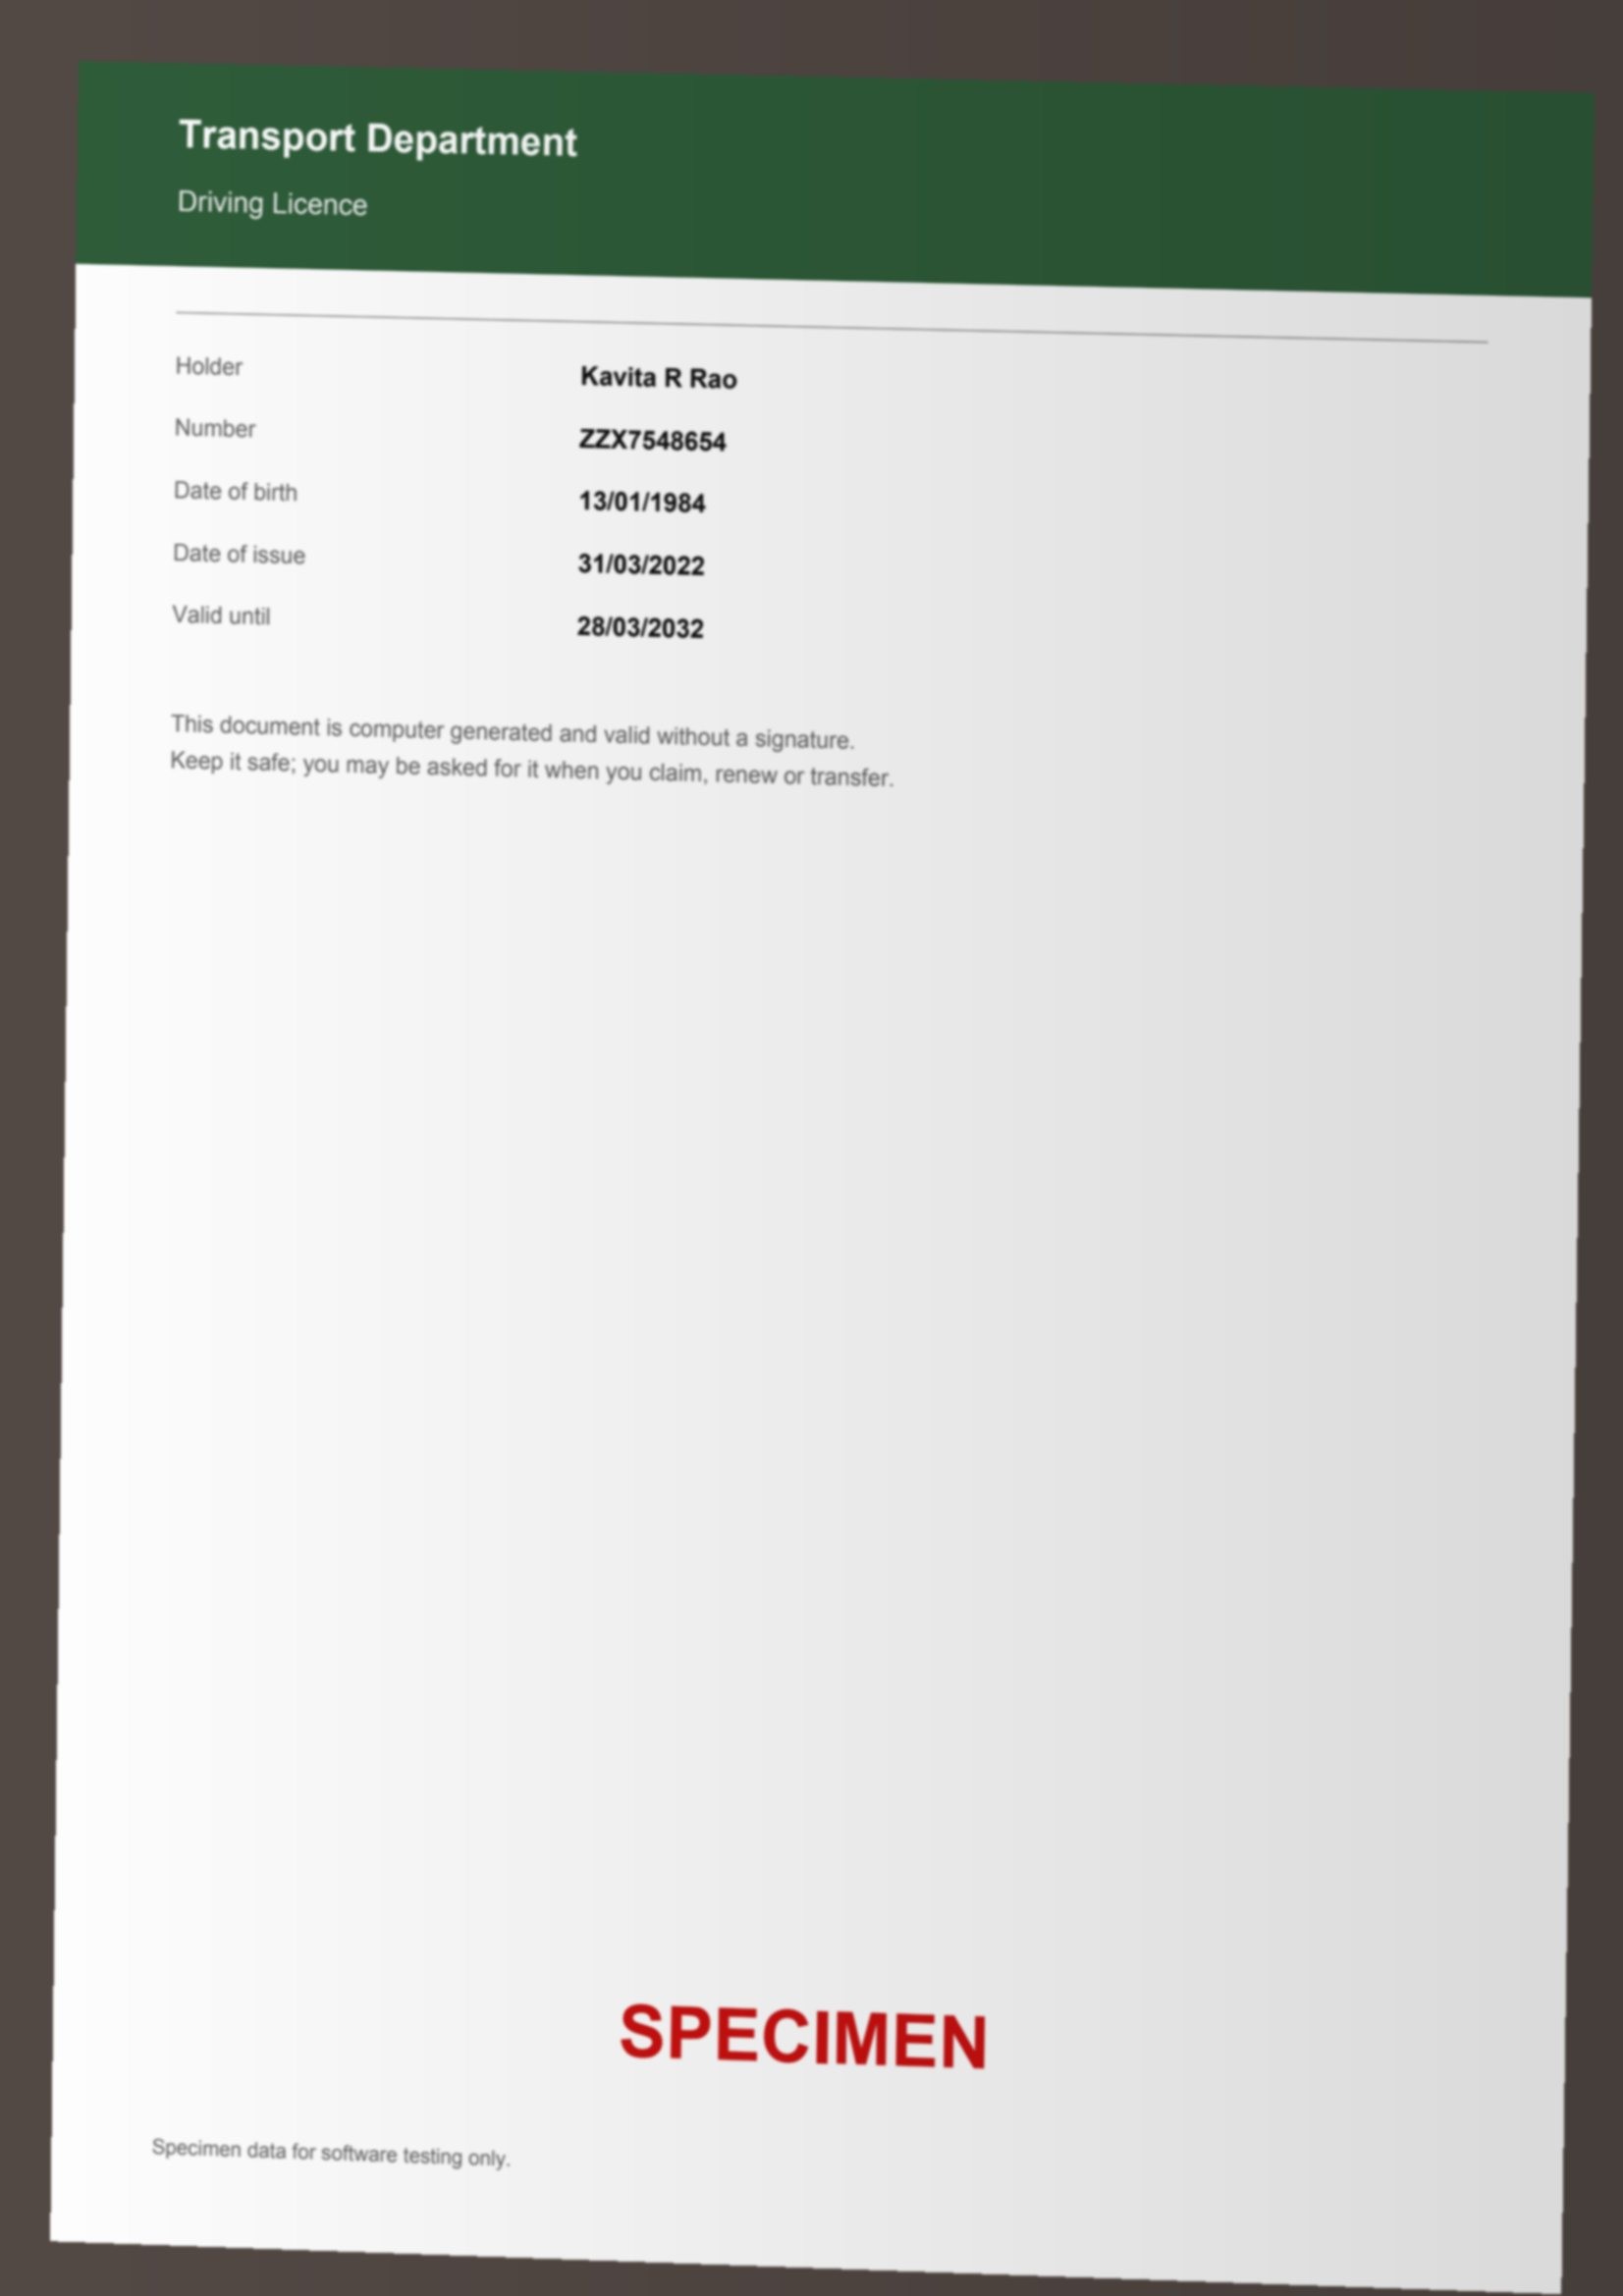 Transport Department
Driving Licence
Holder Kavita R Rao
Number ZZX7548654
Date of birth 13/01/1984
Date of issue 31/03/2022
Valid until 28/03/2032
This document is computer generated and valid without a signature.
Keep it safe; you may be asked for it when you claim, renew or transfer.
SPECIMEN
Specimen data for software testing only.